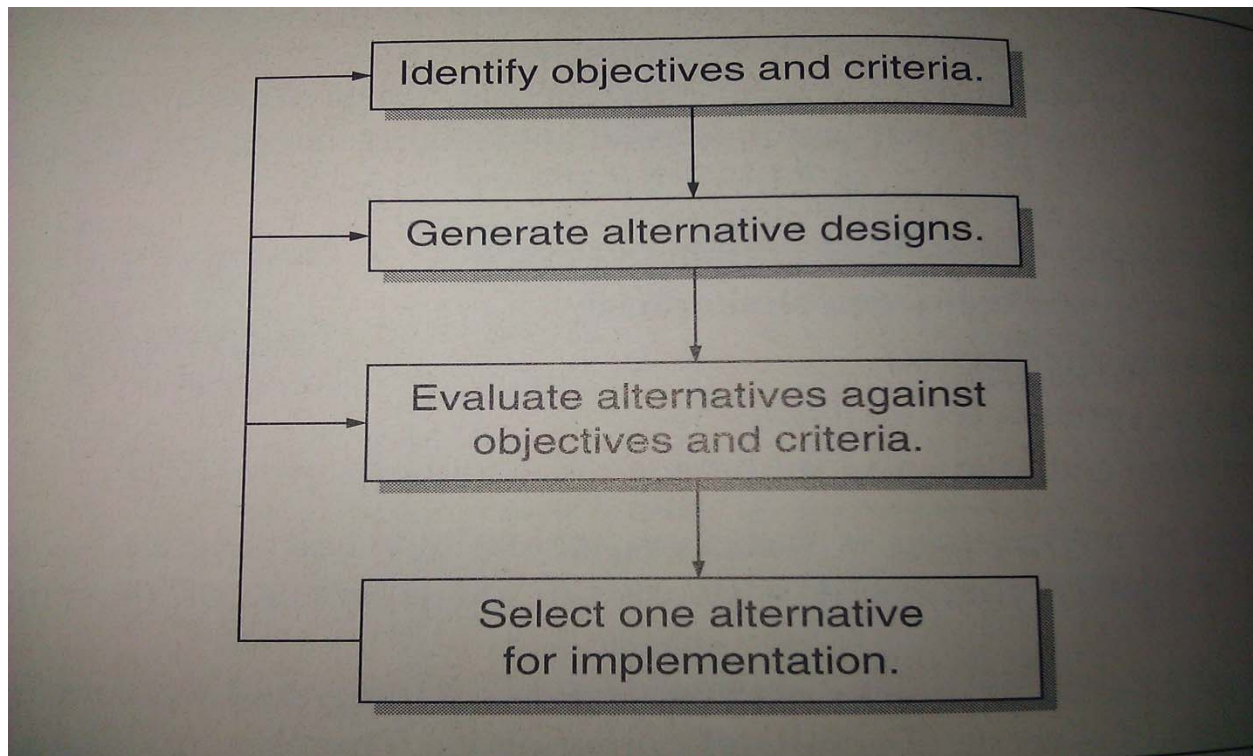 Identify objectives and criteria.
Generate alternative designs.
Evaluate alternatives against
objectives and criteria.
Select one alternative
for implementation.